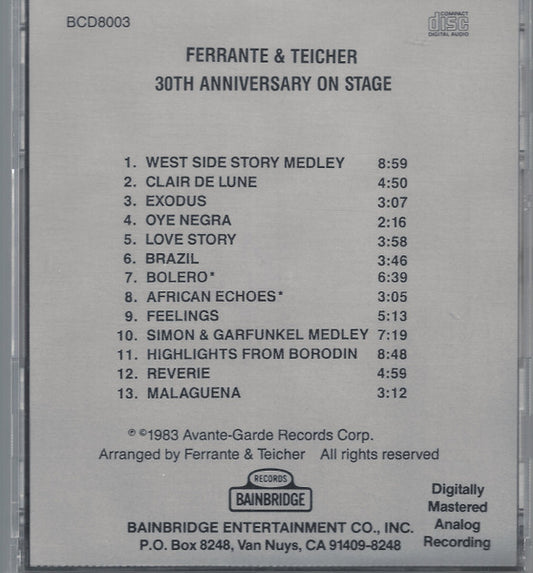 BCD8003
COMPACT
disc
DIGITAL AUDIO
FERRANTE & TEICHER
30TH ANNIVERSARY ON STAGE
1. WEST SIDE STORY MEDLEY 8:59
2. CLAIR DE LUNE 4:50
3. EXODUS 3:07
4. OYE NEGRA 2:16
5. LOVE STORY 3:58
6. BRAZIL 3:46
7. BOLERO* 6:39
8. AFRICAN ECHOES* 3:05
9. FEELINGS 5:13
10. SIMON & GARFUNKEL MEDLEY 7:19
11. HIGHLIGHTS FROM BORODIN 8:48
12. REVERIE 4:59
13. MALAGUENA 3:12
℗ ©1983 Avante-Garde Records Corp.
Arranged by Ferrante & Teicher All rights reserved
RECORDS
BAINBRIDGE
BAINBRIDGE ENTERTAINMENT CO., INC.
P.O. Box 8248, Van Nuys, CA 91409-8248
Digitally
Mastered
Analog
Recording